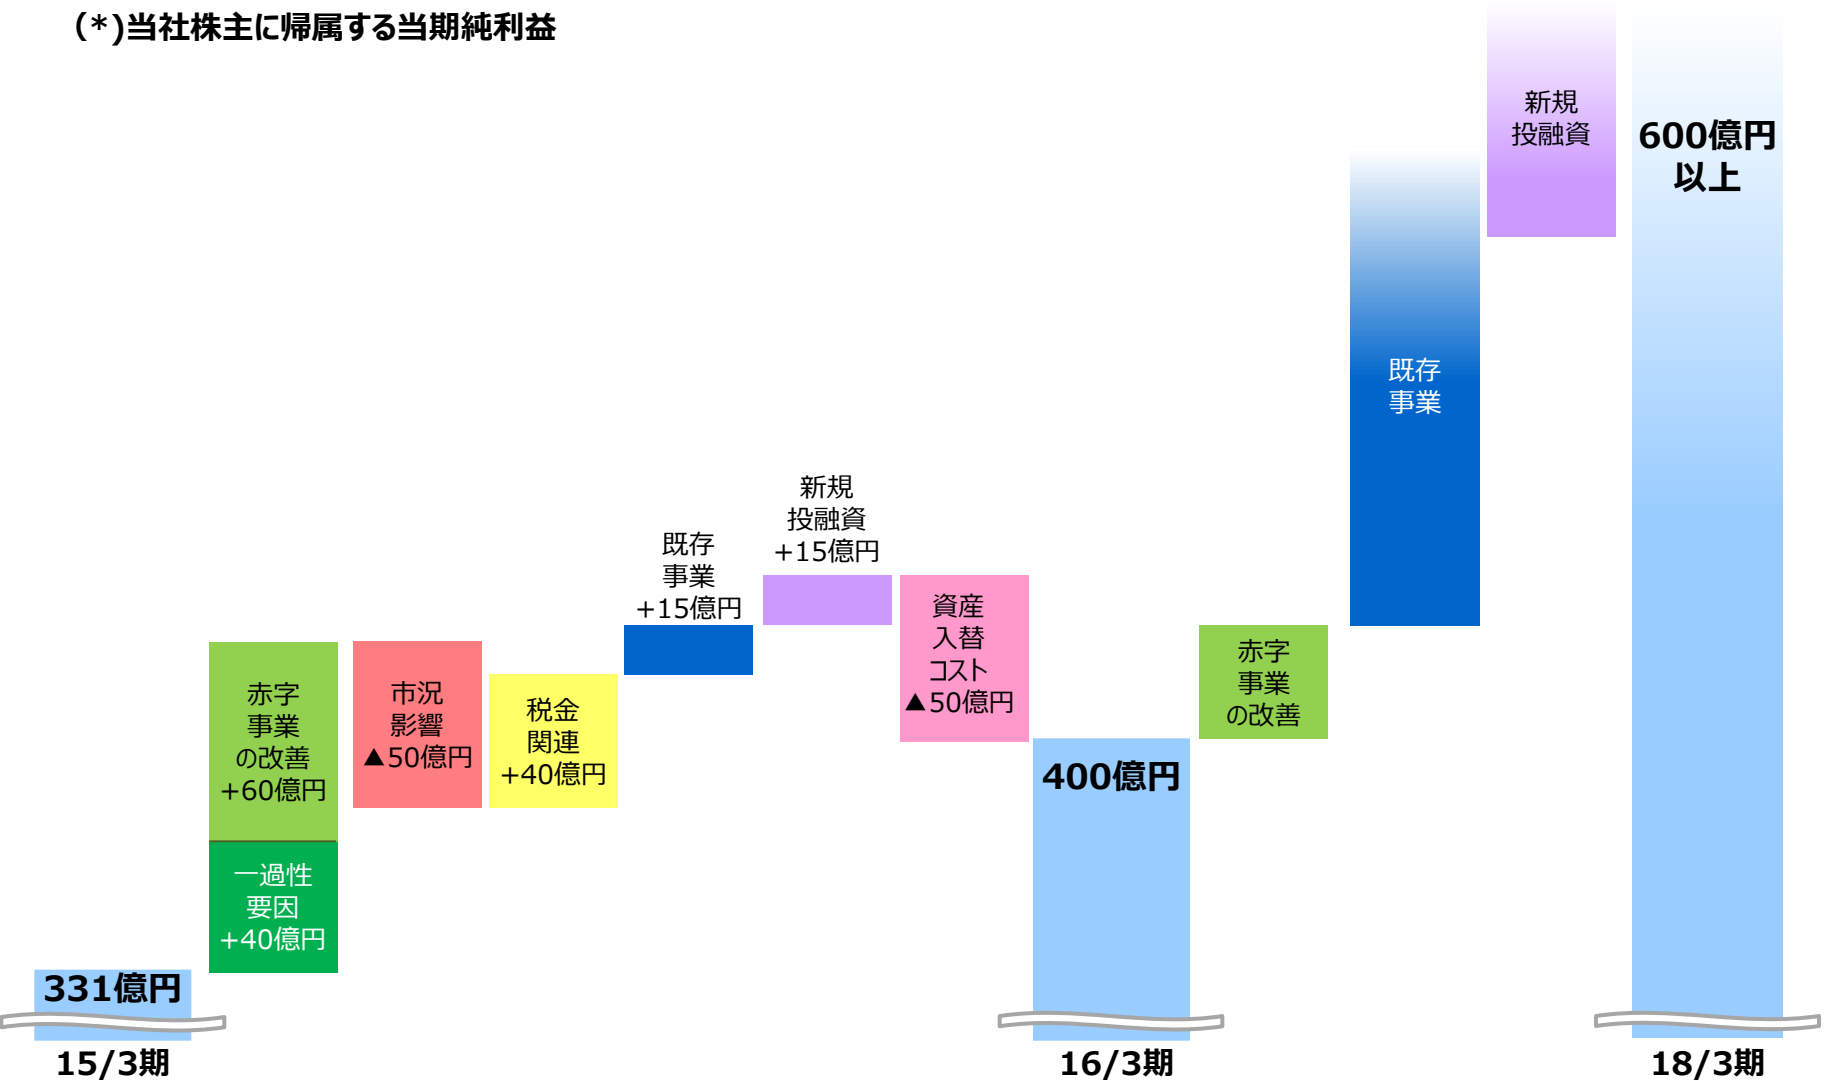 （*)当社株主に帰属する当期純利益
331億円
15/3期
赤字
事業
の改善
+60億円
一過性
要因
+40億円
市況
影響
▲50億円
税金
関連
+40億円
既存
事業
+15億円
新規
投融資
+15億円
資産
入替
コスト
▲50億円
400億円
16/3期
赤字
事業
の改善
既存
事業
新規
投融資
600億円
以上
18/3期